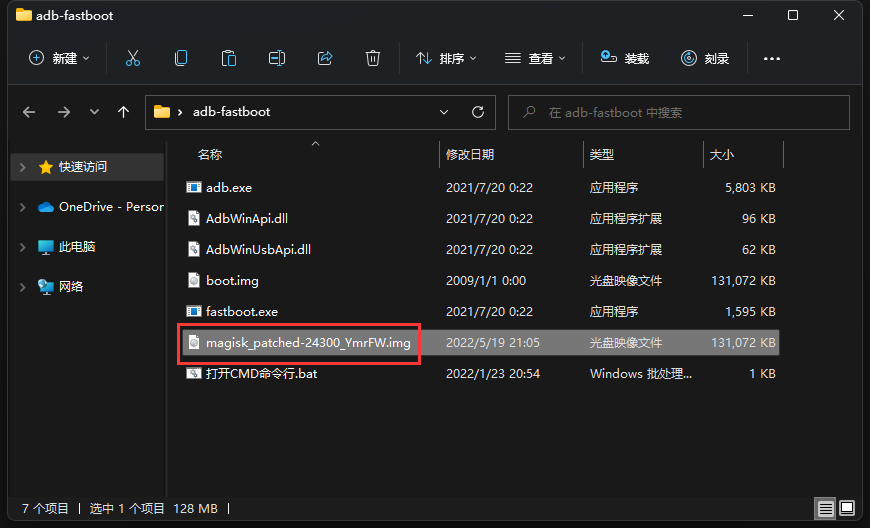 adb-fastboot
新建
排序
查看
装载
刻录
adb-fastboot
在 adb-fastboot 中搜索
快速访问
OneDrive - Persor
此电脑
网络
名称 修改日期 类型 大小
adb.exe 2021/7/20 0:22 应用程序 5,803 KB
AdbWinApi.dll 2021/7/20 0:22 应用程序扩展 96 KB
AdbWinUsbApi.dll 2021/7/20 0:22 应用程序扩展 62 KB
boot.img 2009/1/1 0:00 光盘映像文件 131,072 KB
fastboot.exe 2021/7/20 0:22 应用程序 1,595 KB
magisk_patched-24300_YmrFW.img 2022/5/19 21:05 光盘映像文件 131,072 KB
打开CMD命令行.bat 2022/1/23 20:54 Windows 批处理... 1 KB
7 个项目 选中 1 个项目 128 MB